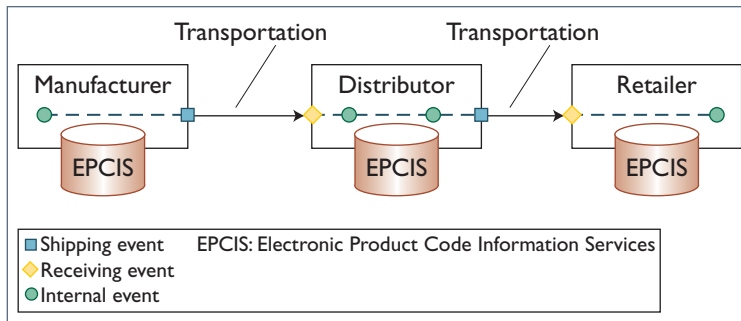 Transportation Transportation
Manufacturer Distributor Retailer
EPCIS EPCIS EPCIS
Shipping event EPCIS: Electronic Product Code Information Services
Receiving event
Internal event